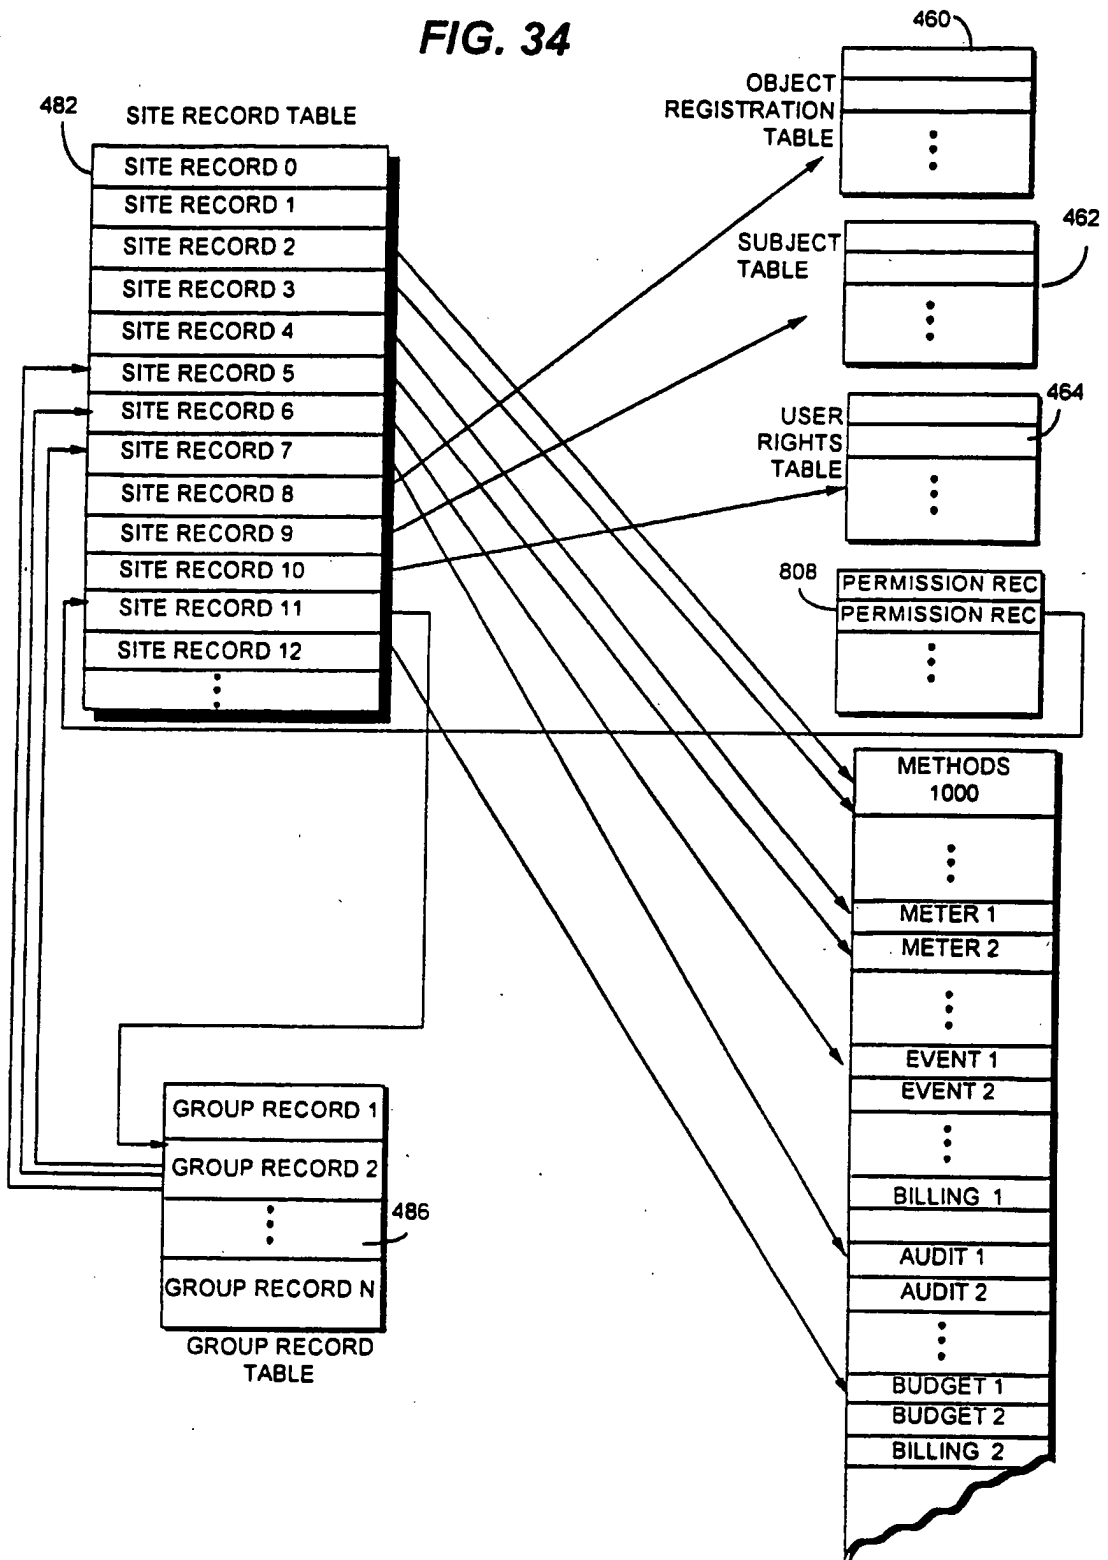 FIG. 34
482
SITE RECORD TABLE
SITE RECORD 0
SITE RECORD 1
SITE RECORD 2
SITE RECORD 3
SITE RECORD 4
SITE RECORD 5
SITE RECORD 6
SITE RECORD 7
SITE RECORD 8
SITE RECORD 9
SITE RECORD 10
SITE RECORD 11
SITE RECORD 12
460
OBJECT
REGISTRATION
TABLE
SUBJECT
TABLE
462
USER
RIGHTS
TABLE
464
808
PERMISSION REC
PERMISSION REC
METHODS
1000
METER 1
METER 2
EVENT 1
EVENT 2
BILLING 1
AUDIT 1
AUDIT 2
BUDGET 1
BUDGET 2
BILLING 2
GROUP RECORD 1
GROUP RECORD 2
486
GROUP RECORD N
GROUP RECORD
TABLE